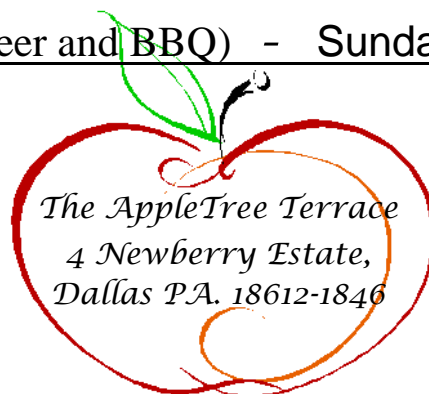 eer and BBQ) - Sunda
The AppleTree Terrace
4 Newberry Estate,
Dallas PA. 18612-1846